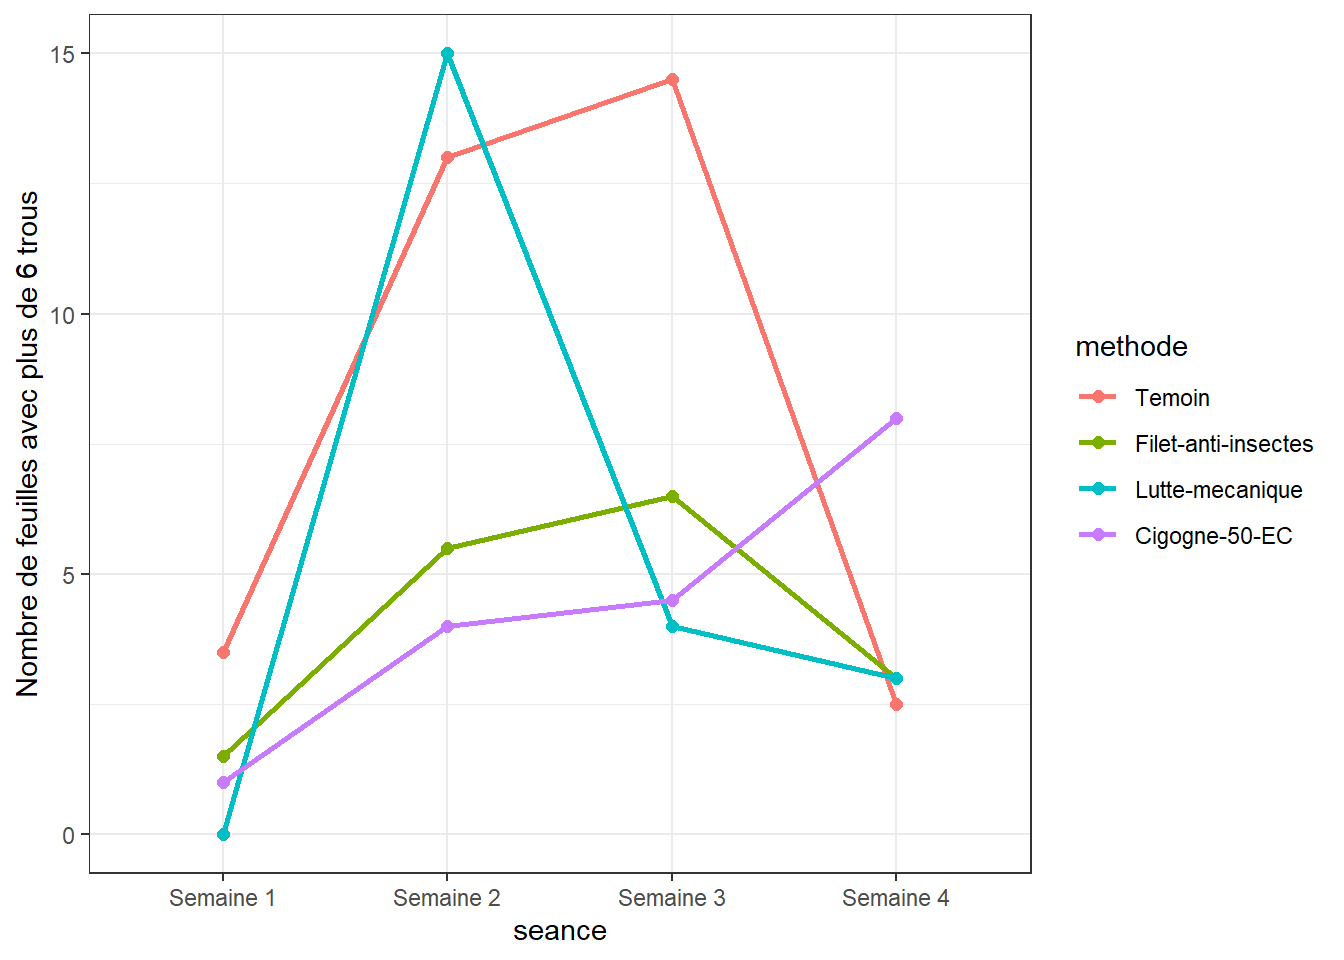 Nombre de feuilles avec plus de 6 trous
15
10
5
0
Semaine 1
Semaine 2
Semaine 3
Semaine 4
seance
methode
Temoin
Filet-anti-insectes
Lutte-mecanique
Cigogne-50-EC